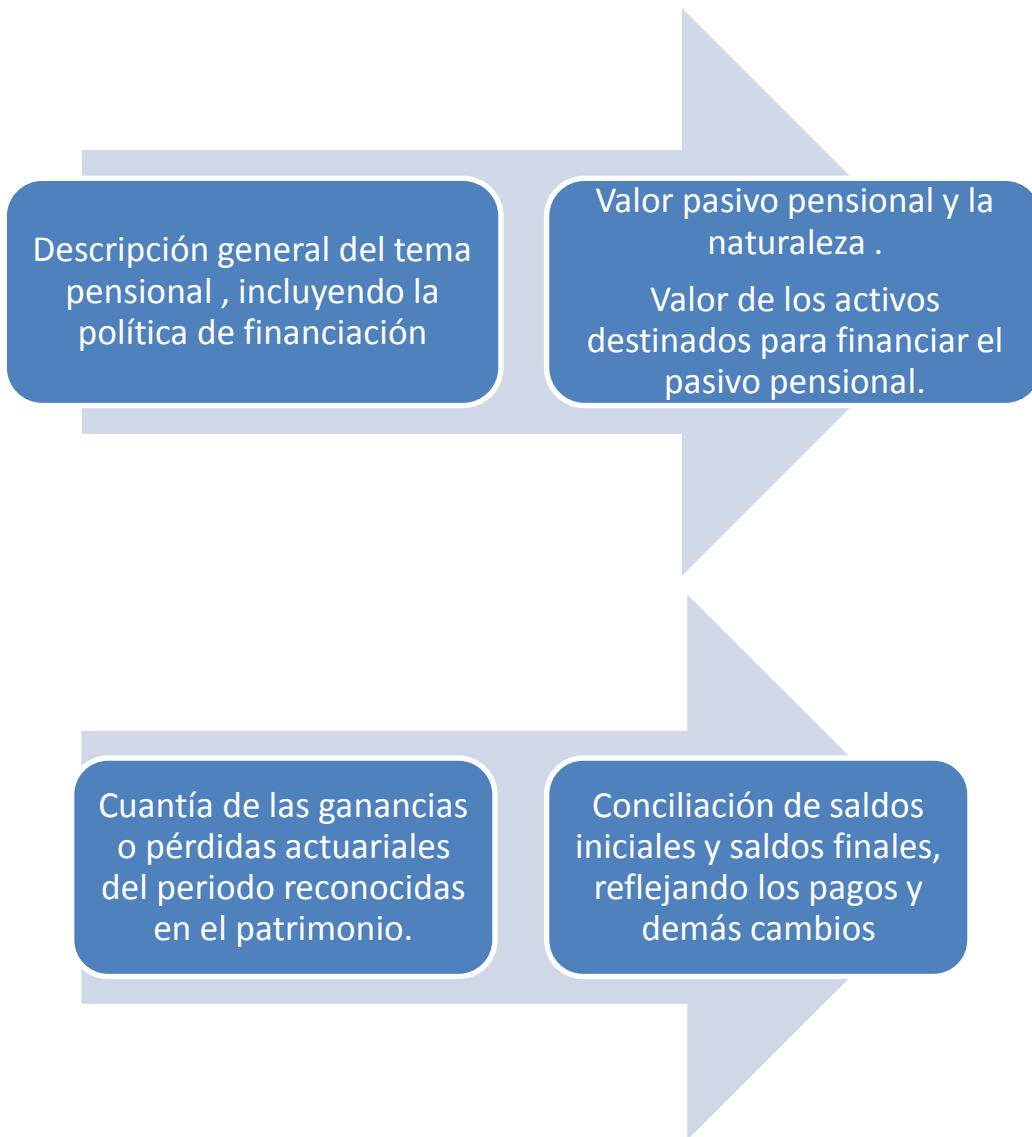 Descripción general del tema
pensional , incluyendo la
política de financiación
Valor pasivo pensional y la
naturaleza .
Valor de los activos
destinados para financiar el
pasivo pensional.
Cuantía de las ganancias
o pérdidas actuariales
del periodo reconocidas
en el patrimonio.
Conciliación de saldos
iniciales y saldos finales,
reflejando los pagos y
demás cambios